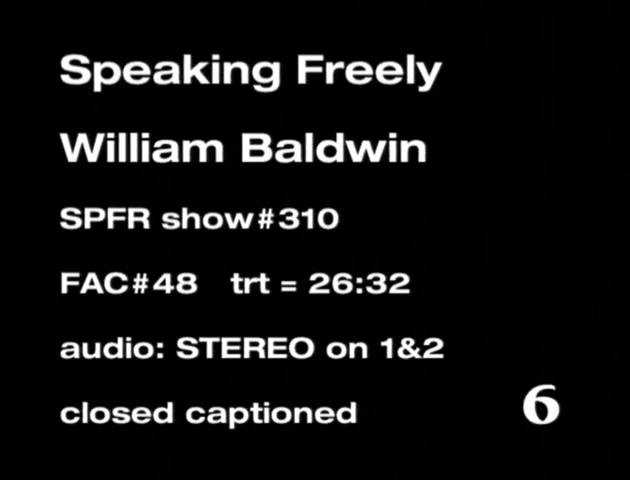 Speaking Freely
William Baldwin
SPFR show#310
FAC#48 trt = 26:32
audio: STEREO on 1&2
closed captioned
6